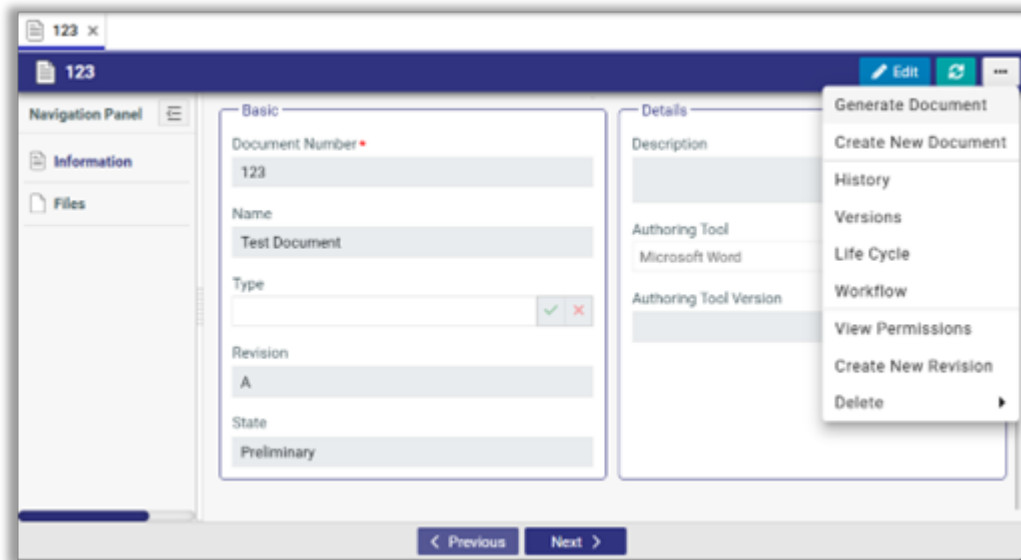 123 ×
123
Edit
...
Navigation Panel
Information
Files
Basic
Document Number•
123
Name
Test Document
Type
Revision
A
State
Preliminary
Details
Description
Authoring Tool
Microsoft Word
Authoring Tool Version
Generate Document
Create New Document
History
Versions
Life Cycle
Workflow
View Permissions
Create New Revision
Delete
< Previous
Next >